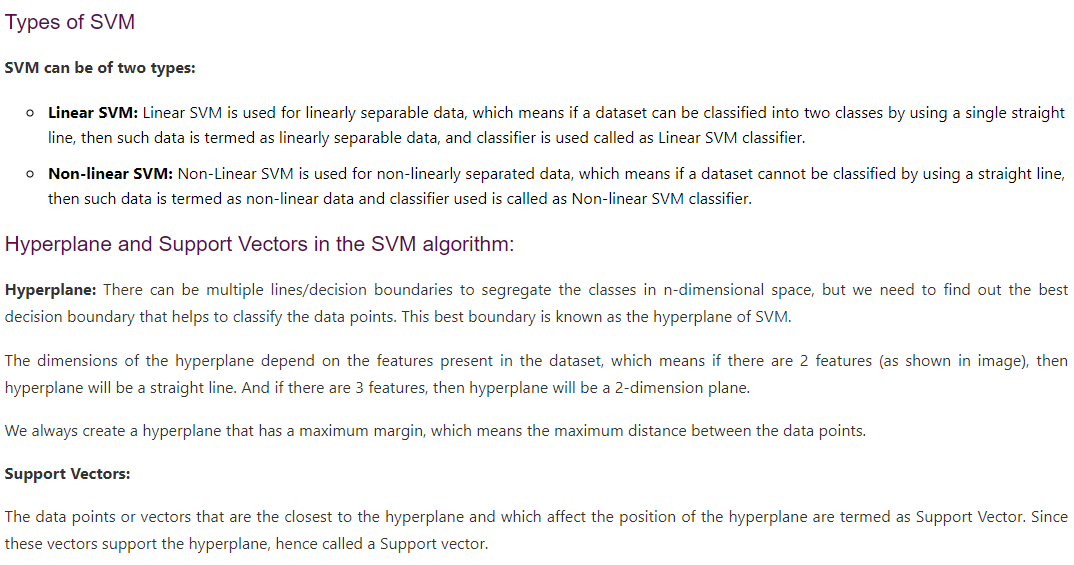 Types of SVM
SVM can be of two types:
Linear SVM: Linear SVM is used for linearly separable data, which means if a dataset can be classified into two classes by using a single straight
line, then such data is termed as linearly separable data, and classifier is used called as Linear SVM classifier.
Non-linear SVM: Non-Linear SVM is used for non-linearly separated data, which means if a dataset cannot be classified by using a straight line,
then such data is termed as non-linear data and classifier used is called as Non-linear SVM classifier.
Hyperplane and Support Vectors in the SVM algorithm:
Hyperplane: There can be multiple lines/decision boundaries to segregate the classes in n-dimensional space, but we need to find out the best
decision boundary that helps to classify the data points. This best boundary is known as the hyperplane of SVM.
The dimensions of the hyperplane depend on the features present in the dataset, which means if there are 2 features (as shown in image), then
hyperplane will be a straight line. And if there are 3 features, then hyperplane will be a 2-dimension plane.
We always create a hyperplane that has a maximum margin, which means the maximum distance between the data points.
Support Vectors:
The data points or vectors that are the closest to the hyperplane and which affect the position of the hyperplane are termed as Support Vector. Since
these vectors support the hyperplane, hence called a Support vector.